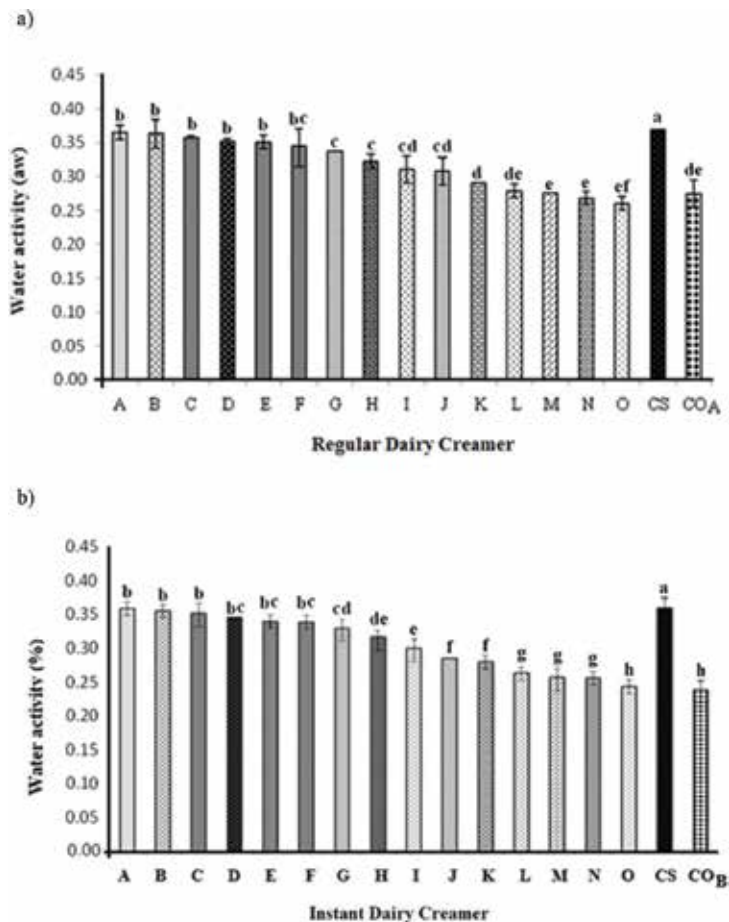 a)
0.45
b b b b b bc c c cd cd d de e e ef a de
0.40
0.35
0.30
0.25
0.20
0.15
0.10
0.05
0.00
Water activity (aw)
A B C D E F G H I J K L M N O CS COA
Regular Dairy Creamer
b)
0.45
b b b bc bc bc cd de e f f g g g h a h
0.40
0.35
0.30
0.25
0.20
0.15
0.10
0.05
0.00
Water activity (%)
A B C D E F G H I J K L M N O CS COB
Instant Dairy Creamer